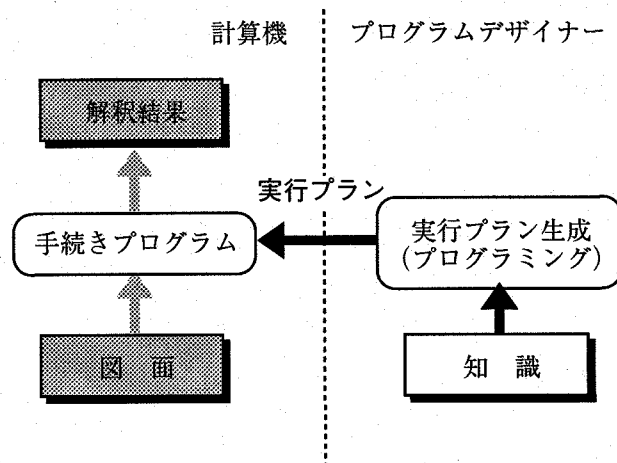 計算機
プログラムデザイナー
解釈結果
実行プラン
手続きプログラム
実行プラン生成
(プログラミング)
図 面
知 識